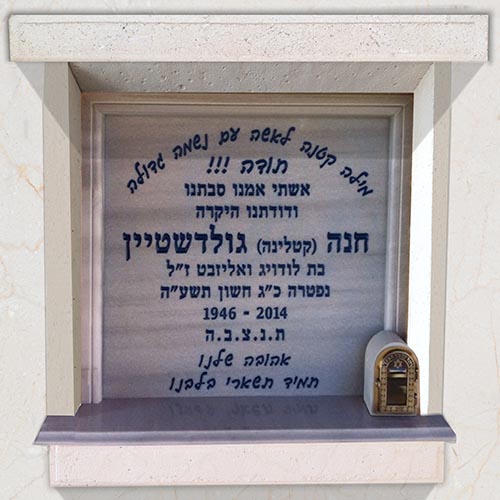 מילה קטנה לאשה עם נשמה גדולה
תודה !!!
אשתי אמנו סבתנו
ודודתנו היקרה
חנה (קטלינה) גולדשטיין
בת לודויג ואליזבט ז"ל
נפטרה כ"ג חשון תשע"ה
1946 - 2014
ת.נ.צ.ב.ה
אהובה שלנו
תמיד תשארי בלבנו